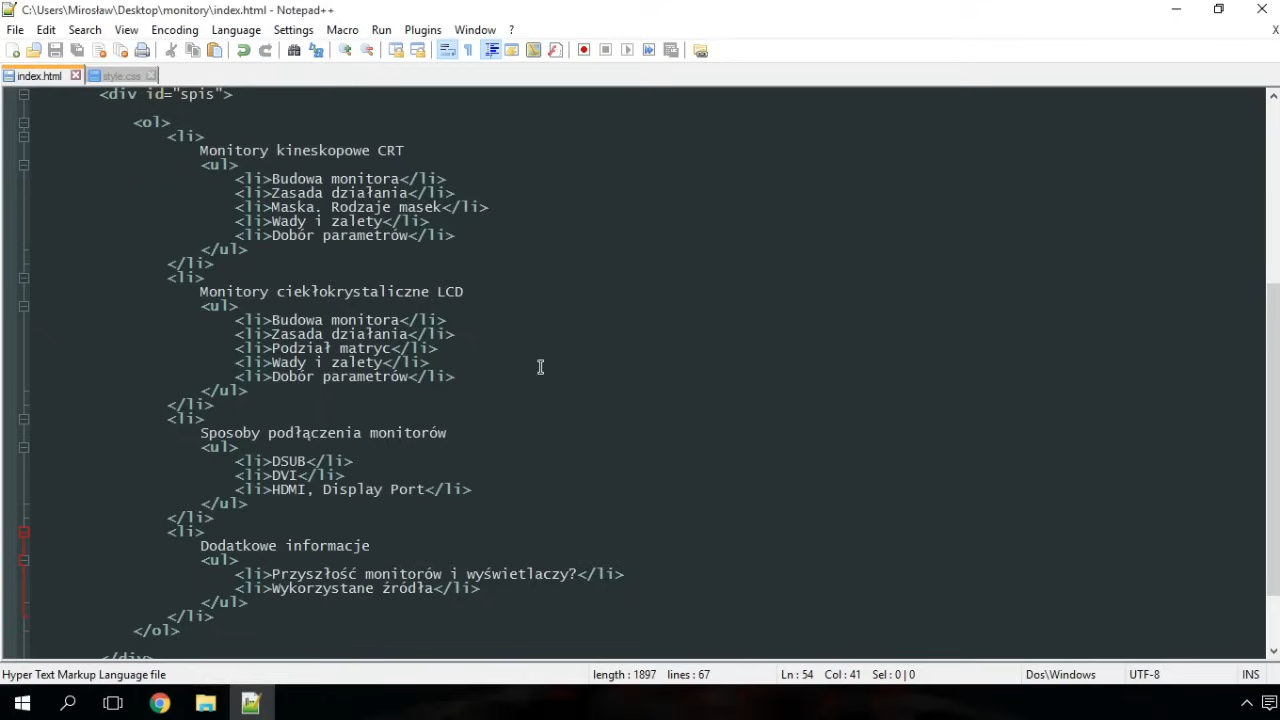 C:\Users\Mirosław\Desktop\monitory\index.html - Notepad++
File Edit Search View Encoding Language Settings Macro Run Plugins Window ? X
index.html style.css
<div id="spis">
<ol>
<li>
Monitory kineskopowe CRT
<ul>
<li>Budowa monitora</li>
<li>Zasada działania</li>
<li>Maska. Rodzaje masek</li>
<li>Wady i zalety</li>
<li>Dobór parametrów</li>
</ul>
</li>
<li>
Monitory ciekłokrystaliczne LCD
<ul>
<li>Budowa monitora</li>
<li>Zasada działania</li>
<li>Podział matryc</li>
<li>Wady i zalety</li>
<li>Dobór parametrów</li>
</ul>
</li>
<li>
Sposoby podłączenia monitorów
<ul>
<li>DSUB</li>
<li>DVI</li>
<li>HDMI, Display Port</li>
</ul>
</li>
<li>
Dodatkowe informacje
<ul>
<li>Przyszłość monitorów i wyświetlaczy?</li>
<li>Wykorzystane źródła</li>
</ul>
</li>
</ol>
</div>
Hyper Text Markup Language file length : 1897 lines : 67 Ln : 54 Col : 41 Sel : 0 | 0 Dos\Windows UTF-8 INS